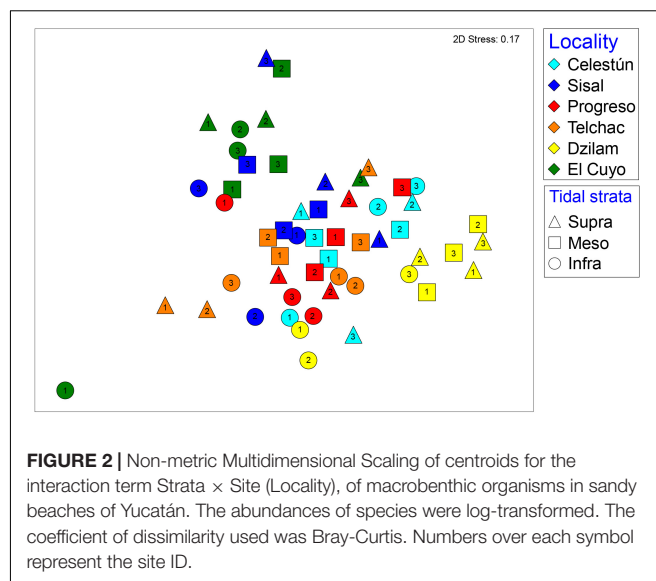 2D Stress: 0.17
Locality
Celestún
Sisal
Progreso
Telchac
Dzilam
El Cuyo
Tidal strata
Supra
Meso
Infra
FIGURE 2 | Non-metric Multidimensional Scaling of centroids for the
interaction term Strata × Site (Locality), of macrobenthic organisms in sandy
beaches of Yucatán. The abundances of species were log-transformed. The
coefficient of dissimilarity used was Bray-Curtis. Numbers over each symbol
represent the site ID.